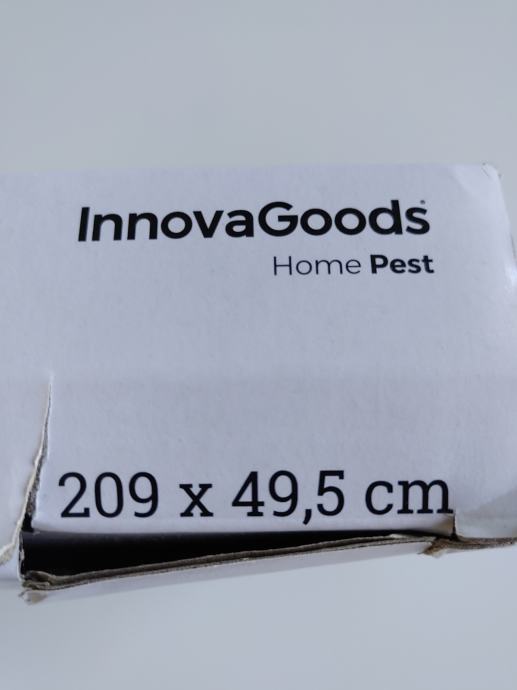 InnovaGoods®
Home Pest
209 x 49,5 cm